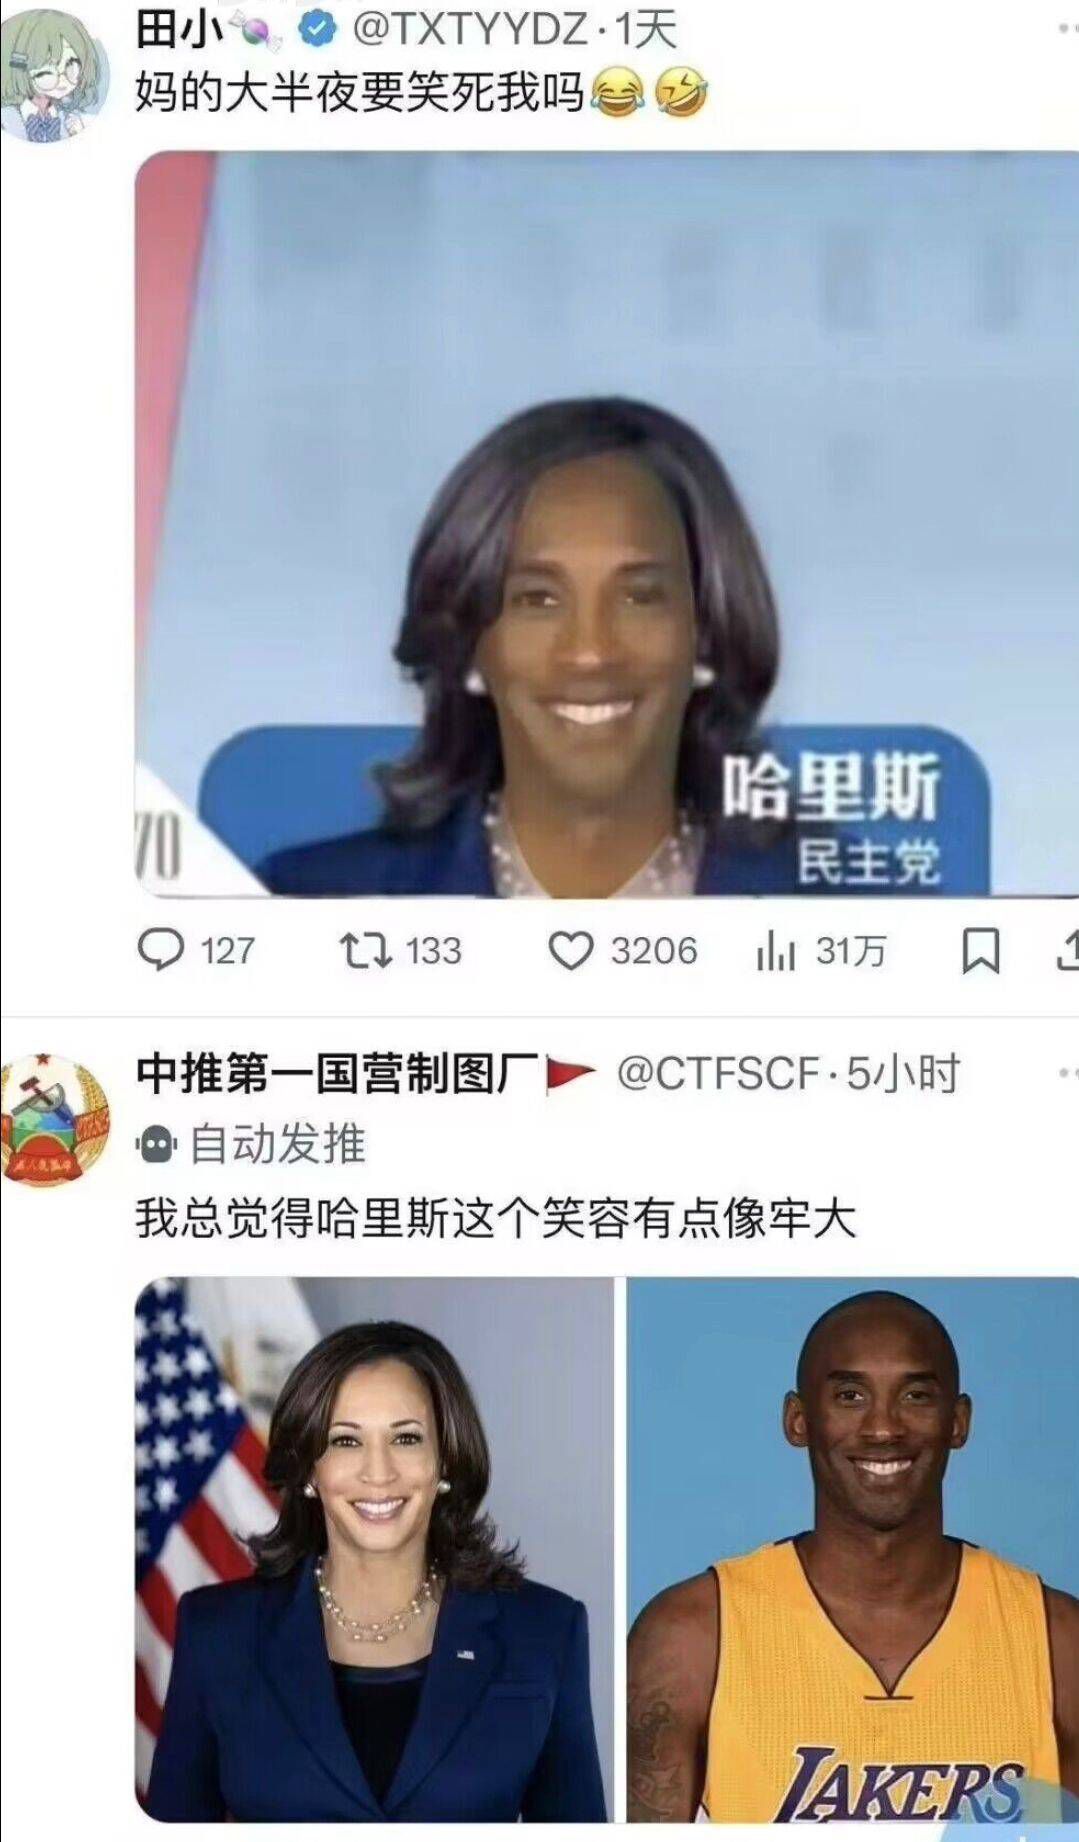 田小🍬 @TXTYYDZ·1天
妈的大半夜要笑死我吗😂🤣
哈里斯
民主党
70
127 133 3206 31万
中推第一国营制图厂🚩 @CTFSCF·5小时
自动发推
我总觉得哈里斯这个笑容有点像牢大
LAKERS